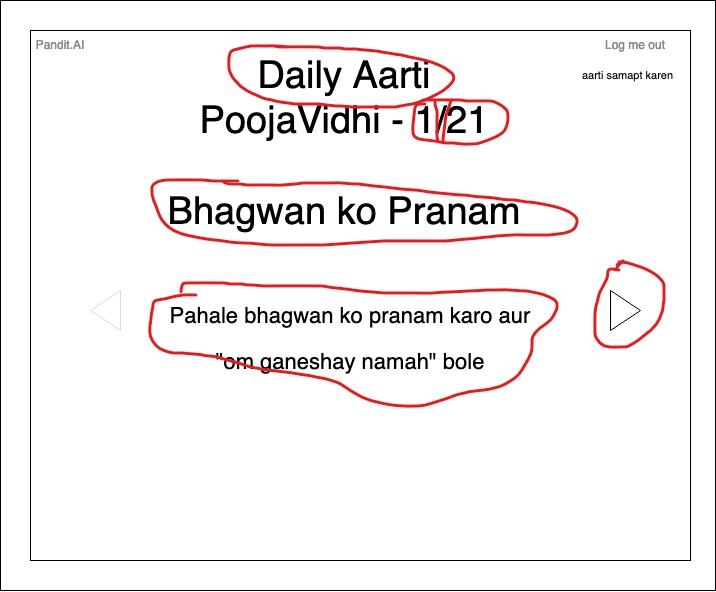 Pandit.AI
Log me out
Daily Aarti
aarti samapt karen
PoojaVidhi - 1/21
Bhagwan ko Pranam
Pahale bhagwan ko pranam karo aur
"om ganeshay namah" bole